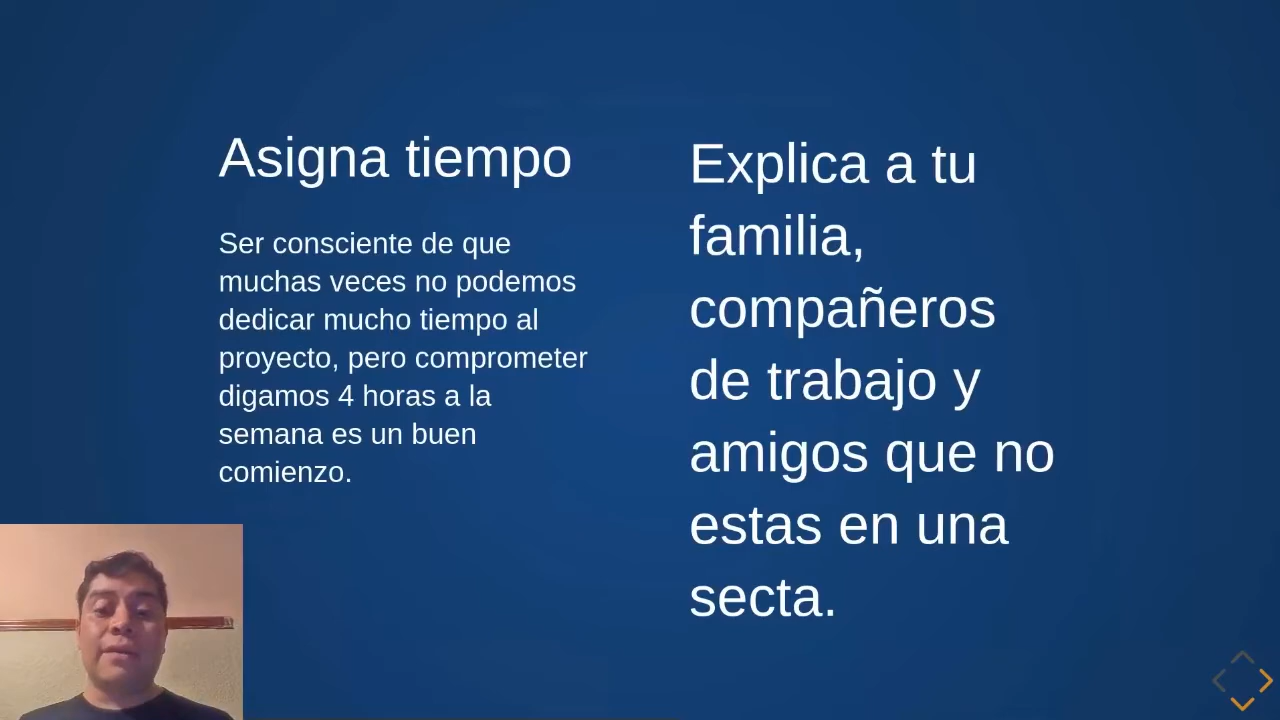 Asigna tiempo
Ser consciente de que
muchas veces no podemos
dedicar mucho tiempo al
proyecto, pero comprometer
digamos 4 horas a la
semana es un buen
comienzo.
Explica a tu
familia,
compañeros
de trabajo y
amigos que no
estas en una
secta.